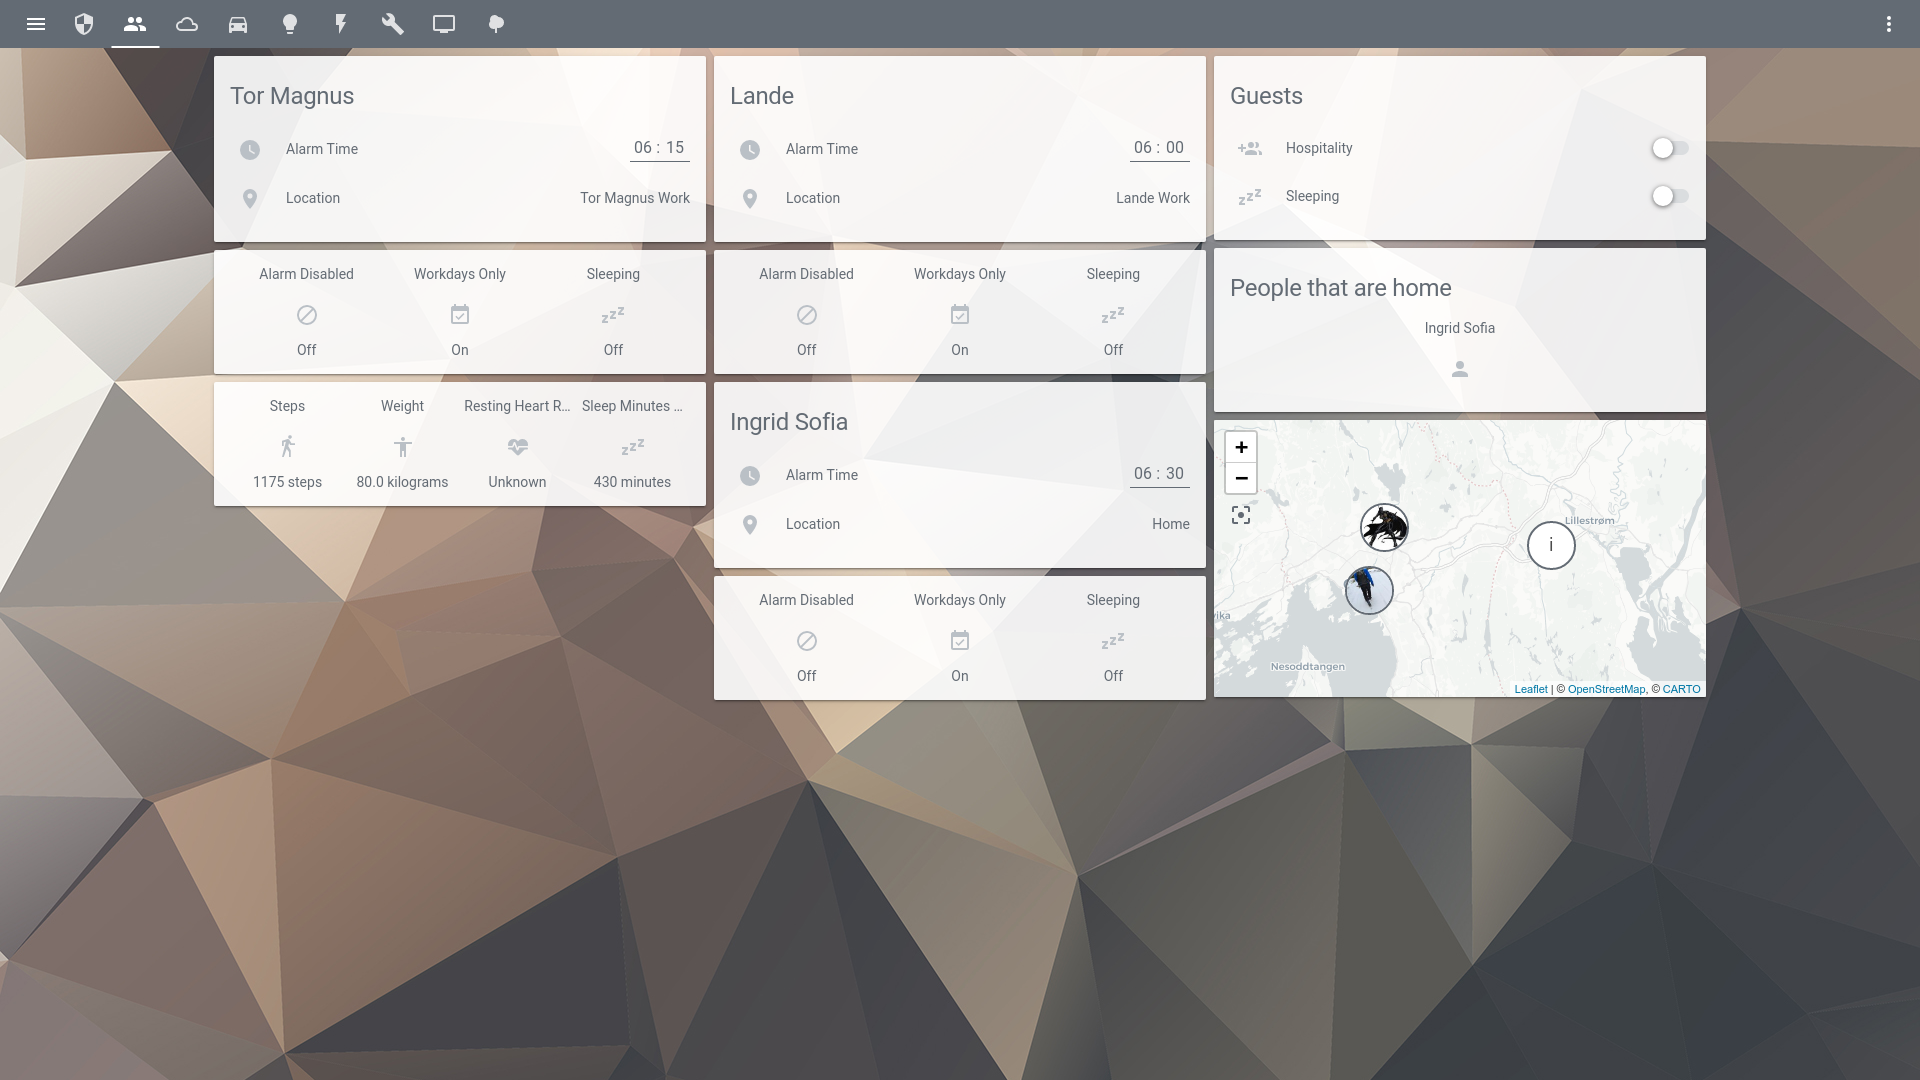 Tor Magnus
Alarm Time
06 : 15
Location
Tor Magnus Work
Alarm Disabled
Workdays Only
Sleeping
Off
On
Off
Steps
Weight
Resting Heart R...
Sleep Minutes ...
1175 steps
80.0 kilograms
Unknown
430 minutes
Lande
Alarm Time
06 : 00
Location
Lande Work
Alarm Disabled
Workdays Only
Sleeping
Off
On
Off
Ingrid Sofia
Alarm Time
06 : 30
Location
Home
Alarm Disabled
Workdays Only
Sleeping
Off
On
Off
Guests
Hospitality
zzz Sleeping
People that are home
Ingrid Sofia
+
−
Lillestrøm
i
vika
Nesoddtangen
Leaflet | © OpenStreetMap, © CARTO